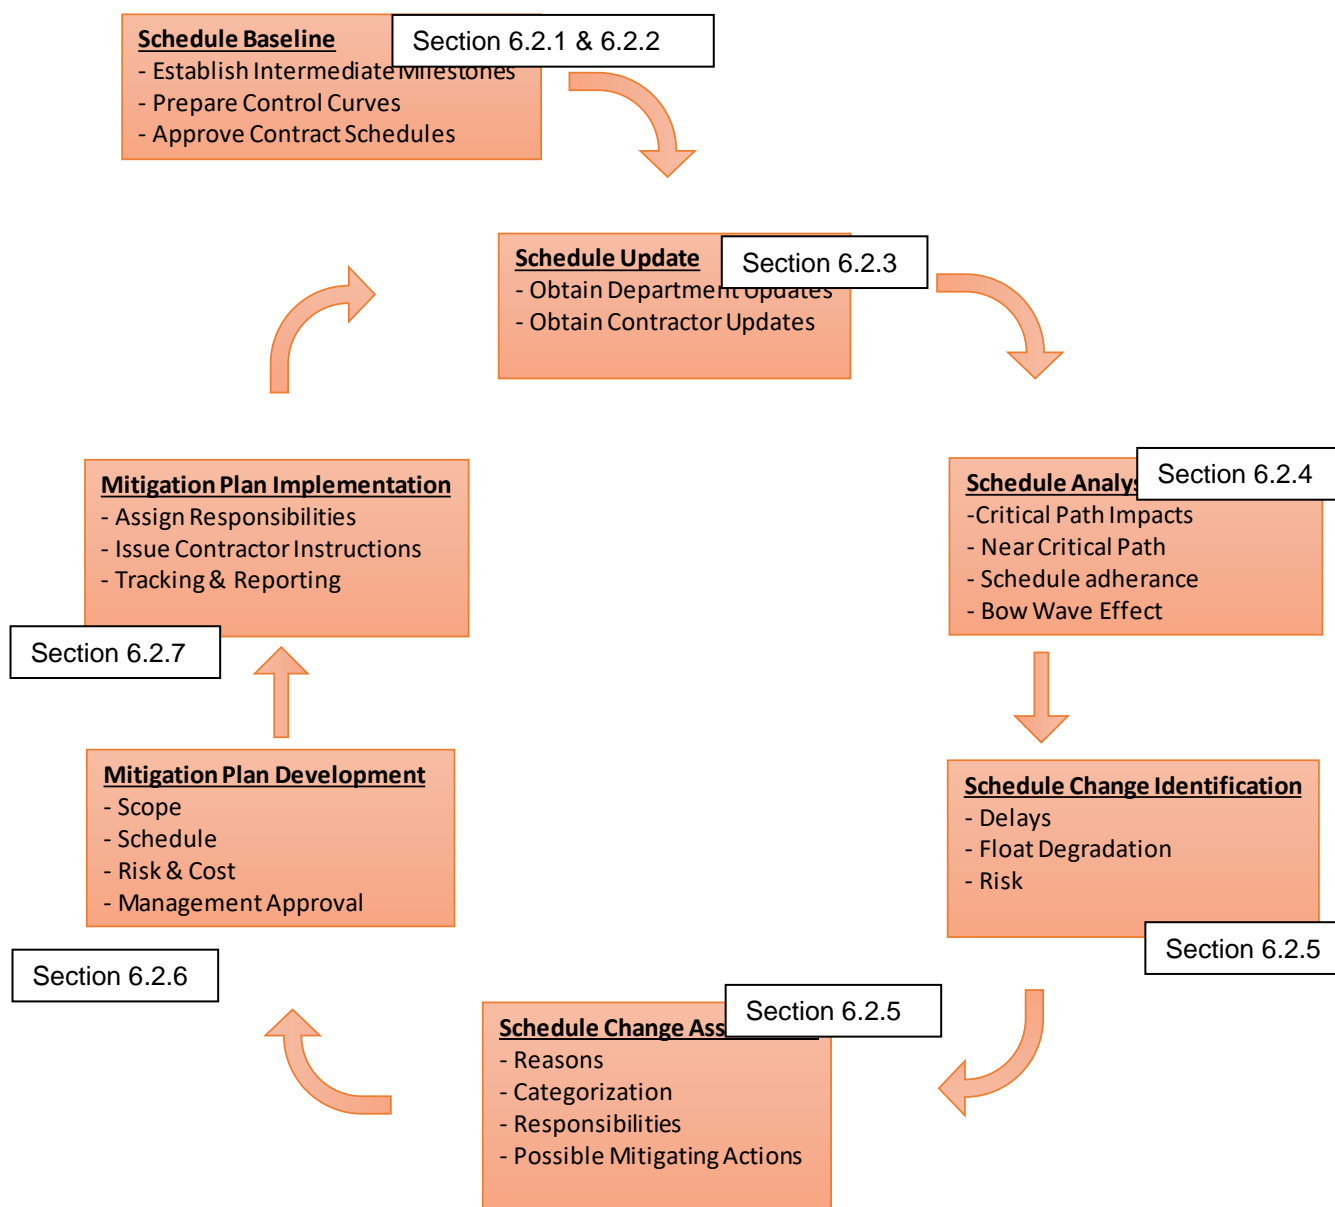 Schedule Baseline
Section 6.2.1 & 6.2.2
- Establish Intermediate Milestones
- Prepare Control Curves
- Approve Contract Schedules
Schedule Update
Section 6.2.3
- Obtain Department Updates
- Obtain Contractor Updates
Schedule
Section 6.2.4
-Critical Path Impacts
- Near Critical Path
- Schedule adherance
- Bow Wave Effect
Schedule Change Identification
- Delays
- Float Degradation
- Risk
Section 6.2.5
Schedule Change
Section 6.2.5
- Reasons
- Categorization
- Responsibilities
- Possible Mitigating Actions
Mitigation Plan Development
- Scope
- Schedule
- Risk & Cost
- Management Approval
Section 6.2.6
Mitigation Plan Implementation
- Assign Responsibilities
- Issue Contractor Instructions
- Tracking & Reporting
Section 6.2.7